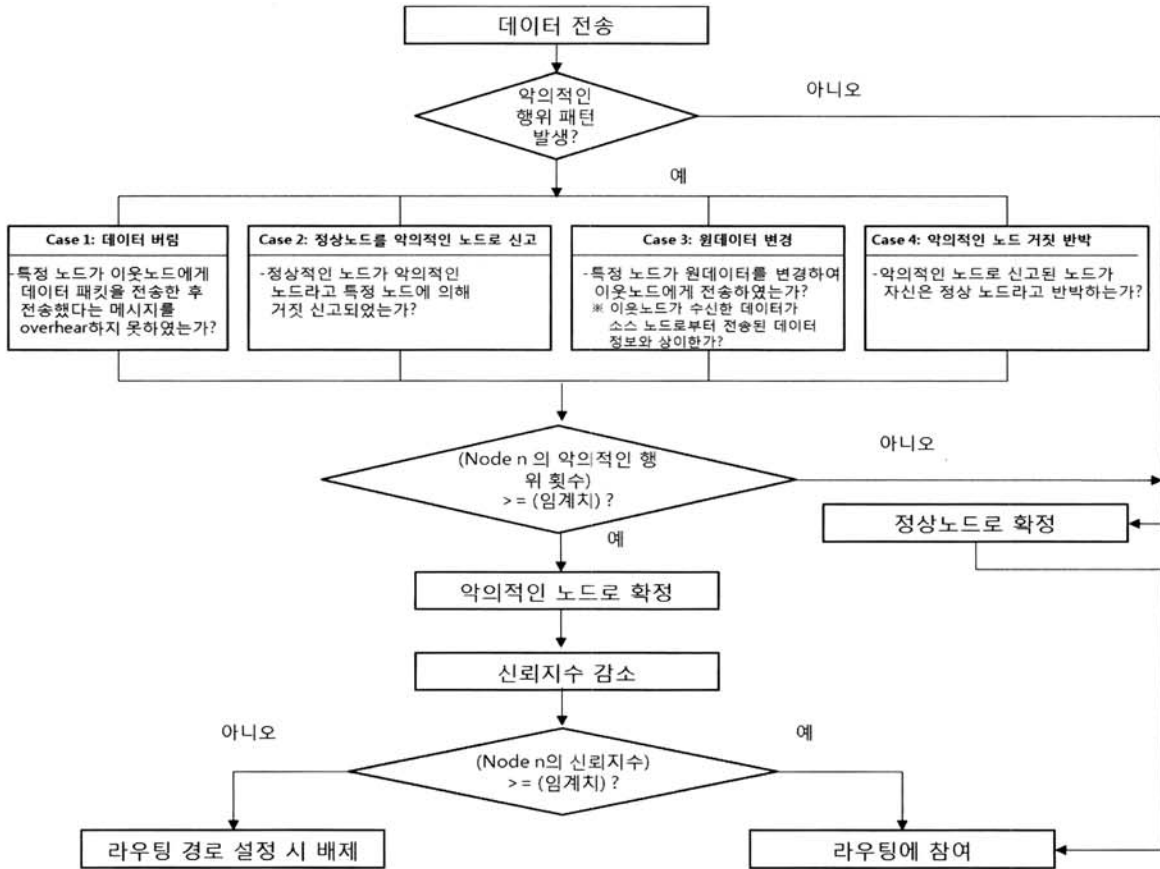 데이터 전송
악의적인
행위 패턴
발생?
아니오
예
Case 1: 데이터 버림
-특정 노드가 이웃노드에게
데이터 패킷을 전송한 후
전송했다는 메시지를
overhear하지 못하였는가?
Case 2: 정상노드를 악의적인 노드로 신고
-정상적인 노드가 악의적인
노드라고 특정 노드에 의해
거짓 신고되었는가?
Case 3: 원데이터 변경
-특정 노드가 원데이터를 변경하여
이웃노드에게 전송하였는가?
※ 이웃노드가 수신한 데이터가
소스 노드로부터 전송된 데이터
정보와 상이한가?
Case 4: 악의적인 노드 거짓 반박
-악의적인 노드로 신고된 노드가
자신은 정상 노드라고 반박하는가?
(Node n 의 악의적인 행
위 횟수)
>= (임계치) ?
아니오
예
정상노드로 확정
악의적인 노드로 확정
신뢰지수 감소
아니오
예
(Node n의 신뢰지수)
>= (임계치) ?
라우팅 경로 설정 시 배제
라우팅에 참여